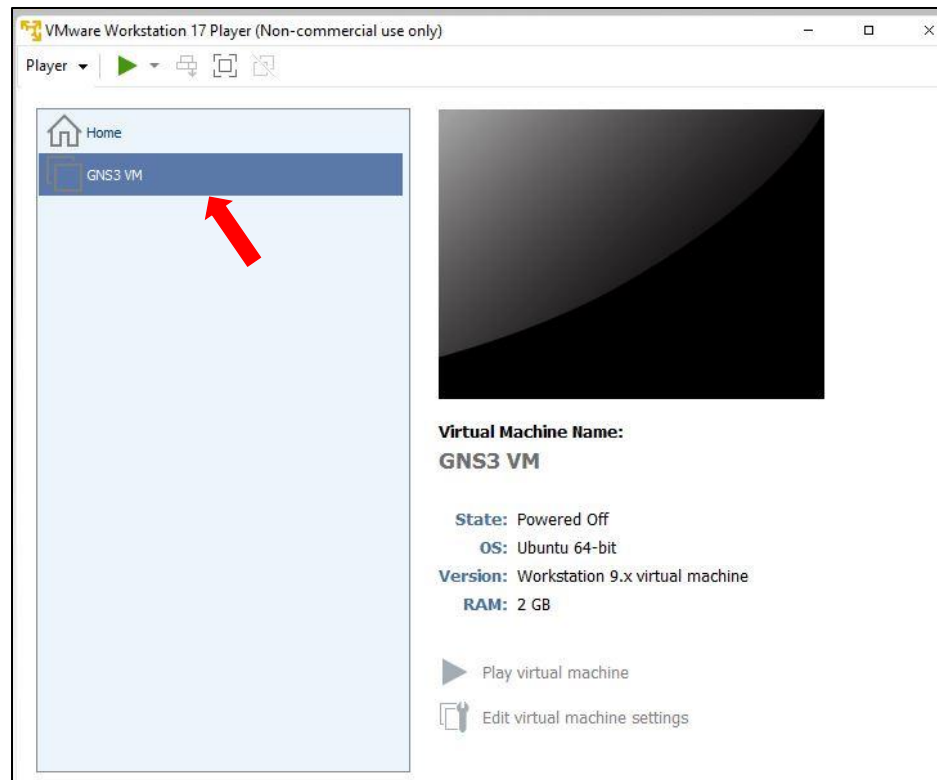 VMware Workstation 17 Player (Non-commercial use only)
Player
Home
GNS3 VM
Virtual Machine Name:
GNS3 VM
State: Powered Off
OS: Ubuntu 64-bit
Version: Workstation 9.x virtual machine
RAM: 2 GB
Play virtual machine
Edit virtual machine settings